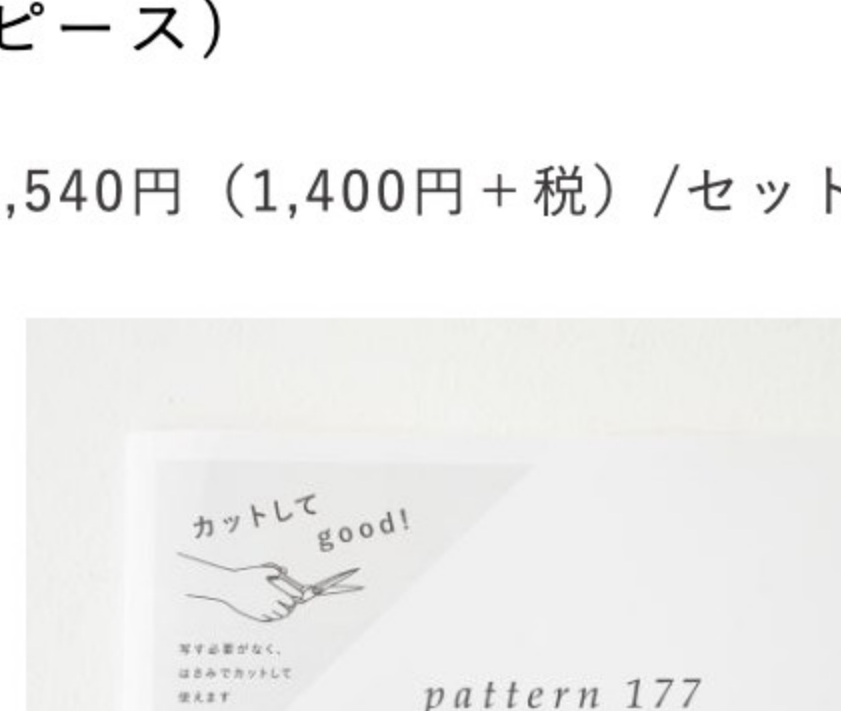 ピース）
,540円（1,400円＋税）/セット
カットして
good!
写す必要がなく、
はさみでカットして
使えます
pattern 177